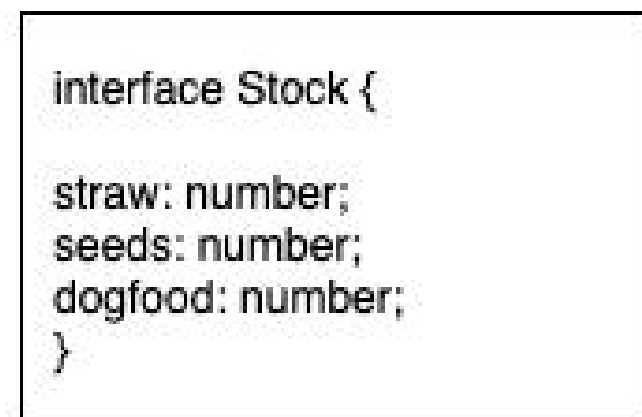 interface Stock {
straw: number;
seeds: number;
dogfood: number;
}